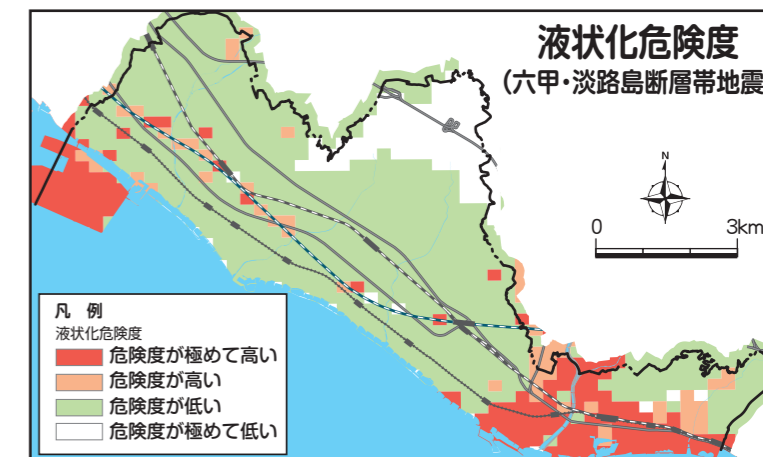 液状化危険度
(六甲・淡路島断層帯地震
N
0 3km
凡 例
液状化危険度
危険度が極めて高い
危険度が高い
危険度が低い
危険度が極めて低い